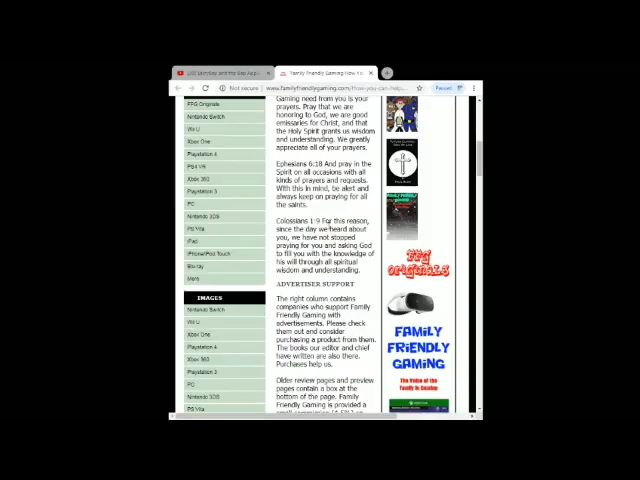 Family Friendly Gaming How Yo
Not secure
www.familyfriendlygaming.com/How-you-can-help...
Paused
FFG Originals
Nintendo Switch
Wii U
Xbox One
Playstation 4
PS4 VR
Xbox 360
Playstation 3
PC
Nintendo 3DS
PS Vita
iPad
iPhone/iPod Touch
Blu-ray
More
IMAGES
Nintendo Switch
Wii U
Xbox One
Playstation 4
Xbox 360
Playstation 3
PC
Nintendo 3DS
PS Vita
Gaming need from you is your
prayers. Pray that we are
honoring to God, we are good
emissaries for Christ, and that
the Holy Spirit grants us wisdom
and understanding. We greatly
appreciate all of your prayers.
Ephesians 6:18 And pray in the
Spirit on all occasions with all
kinds of prayers and requests.
With this in mind, be alert and
always keep on praying for all
the saints.
Colossians 1:9 For this reason,
since the day we heard about
you, we have not stopped
praying for you and asking God
to fill you with the knowledge of
his will through all spiritual
wisdom and understanding.
ADVERTISER SUPPORT
The right column contains
companies who support Family
Friendly Gaming with
advertisements. Please check
them out and consider
purchasing a product from them.
The books our editor and chief
have written are also there.
Purchases help us.
Older review pages and preview
pages contain a box at the
bottom of the page. Family
Friendly Gaming is provided a
FFG
ORIGINALS
FAMILY
FRIENDLY
GAMING
The Voice of the
Family in Gaming